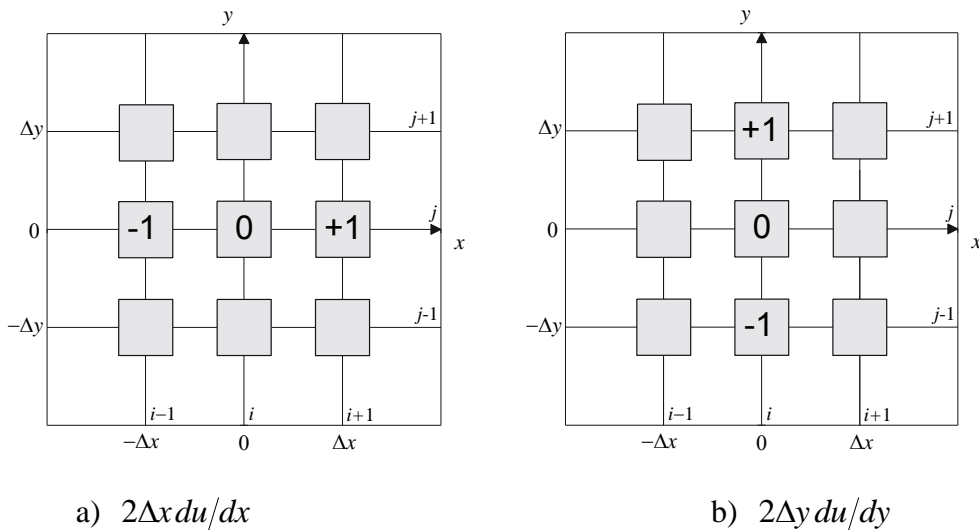 y y
Δy j+1 Δy +1 j+1
0 -1 0 +1 j 0 0 j
x x
−Δy j-1 −Δy -1 j-1
i−1 i i+1 i−1 i i+1
−Δx 0 Δx −Δx 0 Δx
a) 2Δx du/dx b) 2Δy du/dy